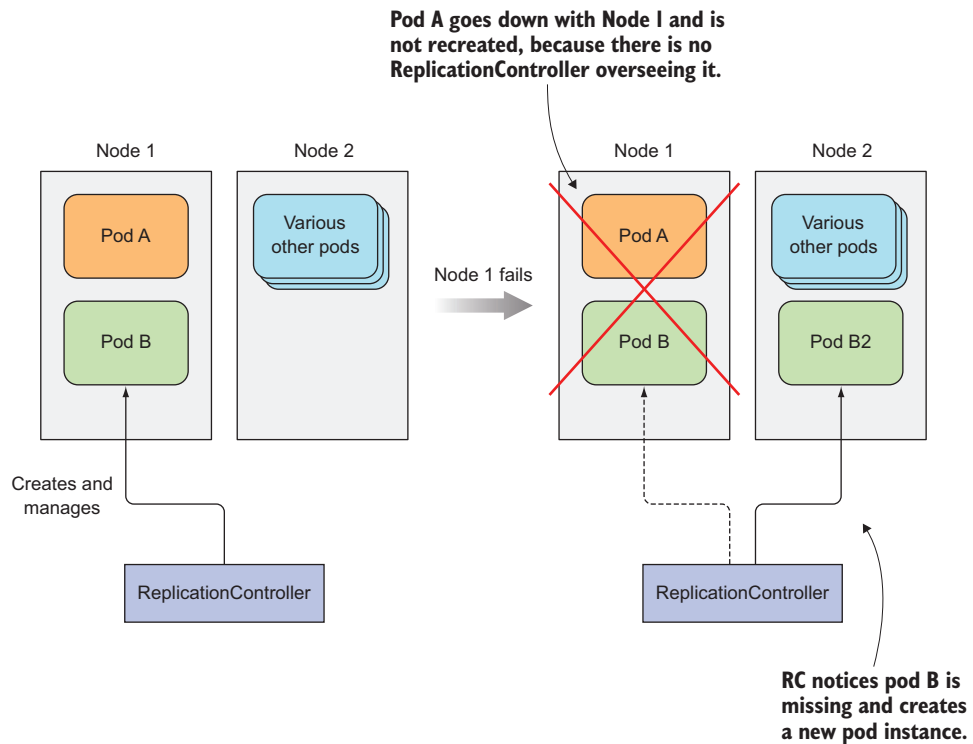 Pod A goes down with Node 1 and is
not recreated, because there is no
ReplicationController overseeing it.
Node 1
Node 2
Pod A
Various
other pods
Pod B
Creates and
manages
ReplicationController
Node 1 fails
Node 1
Node 2
Pod A
Various
other pods
Pod B
Pod B2
ReplicationController
RC notices pod B is
missing and creates
a new pod instance.